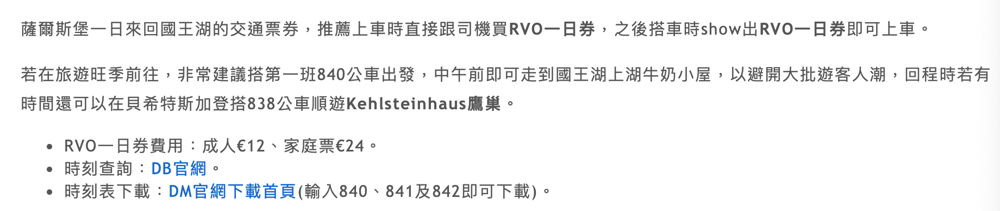 薩爾斯堡一日來回國王湖的交通票券，推薦上車時直接跟司機買RVO一日券，之後搭車時show出RVO一日券即可上車。
若在旅遊旺季前往，非常建議搭第一班840公車出發，中午前即可走到國王湖上湖牛奶小屋，以避開大批遊客人潮，回程時若有
時間還可以在貝希特斯加登搭838公車順遊Kehlsteinhaus鷹巢。
• RVO一日券費用：成人€12、家庭票€24。
• 時刻查詢：DB官網。
• 時刻表下載：DM官網下載首頁(輸入840、841及842即可下載)。